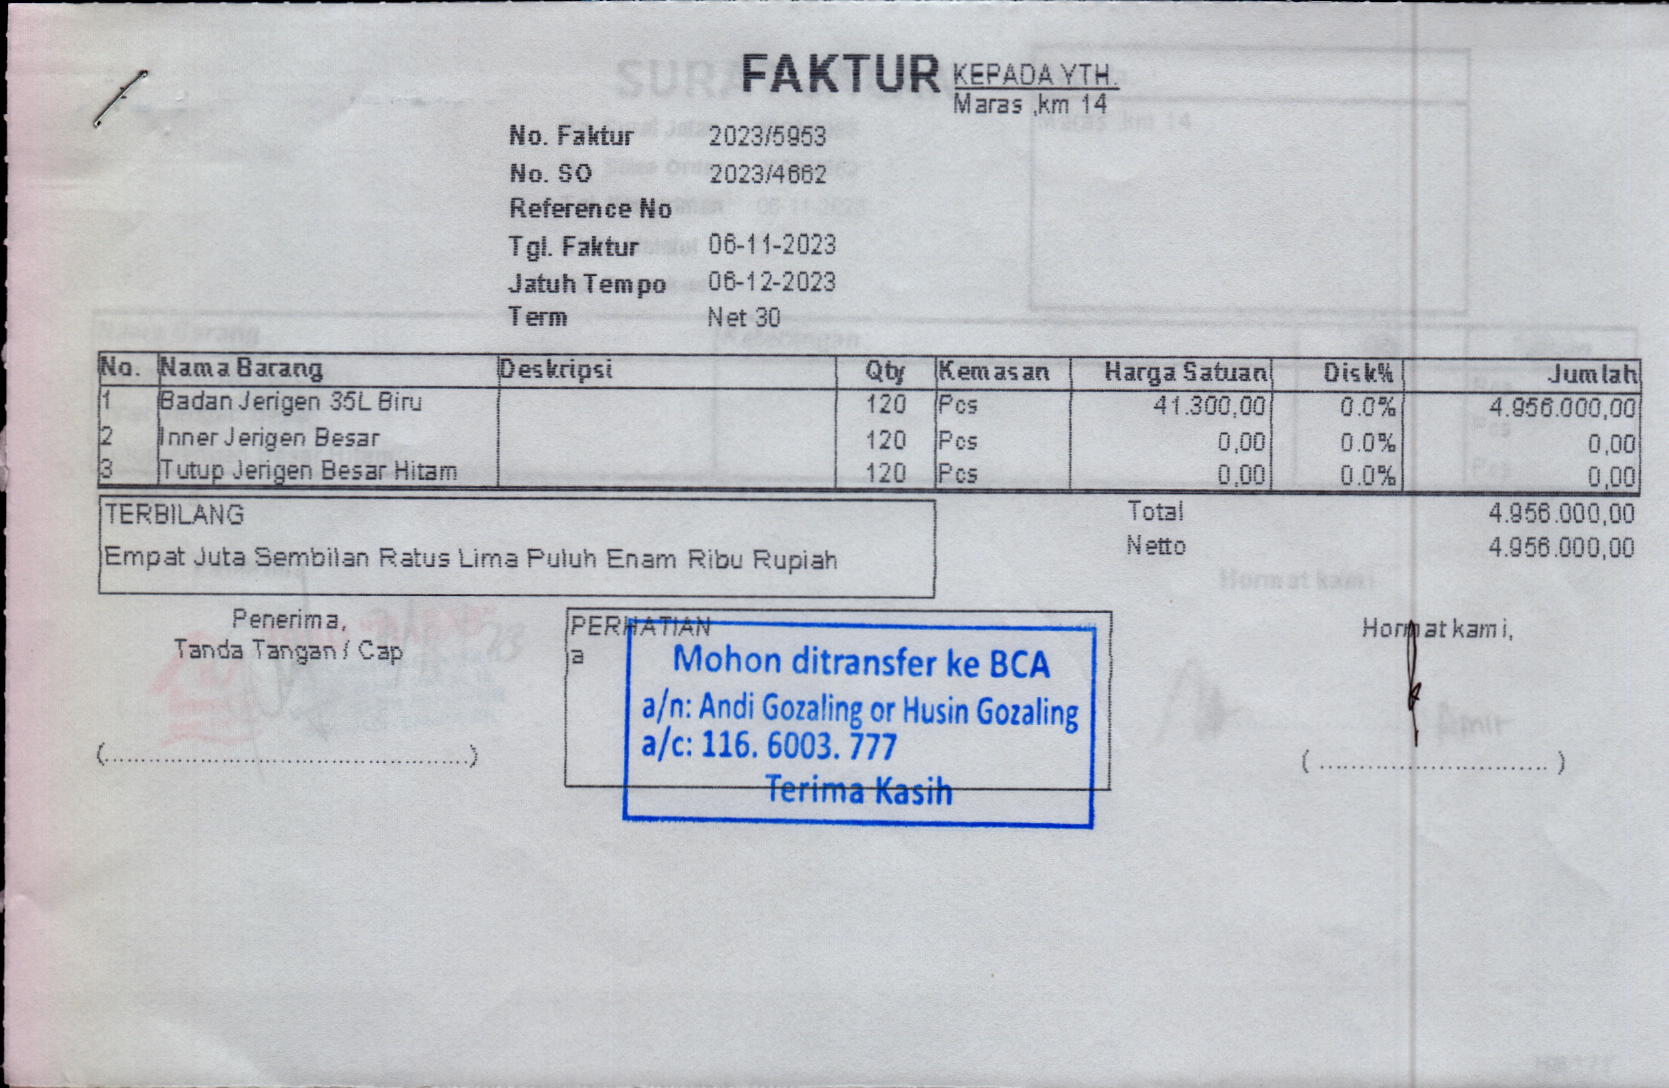 FAKTUR
KEPADA YTH.
Maras ,km 14
No. Faktur 2023/5953
No. SO 2023/4662
Reference No
Tgl. Faktur 06-11-2023
Jatuh Tempo 06-12-2023
Term Net 30
No. Nama Barang Deskripsi Qty Kemasan Harga Satuan Disk% Jumlah
1 Badan Jerigen 35L Biru 120 Pcs 41.300,00 0.0% 4.956.000,00
2 Inner Jerigen Besar 120 Pcs 0,00 0.0% 0,00
3 Tutup Jerigen Besar Hitam 120 Pcs 0,00 0.0% 0,00
TERBILANG
Empat Juta Sembilan Ratus Lima Puluh Enam Ribu Rupiah
Total 4.956.000,00
Netto 4.956.000,00
Penerima,
Tanda Tangan / Cap
(................................................)
PERHATIAN
a
Mohon ditransfer ke BCA
a/n: Andi Gozaling or Husin Gozaling
a/c: 116. 6003. 777
Terima Kasih
Hormat kami,
( .............................. )